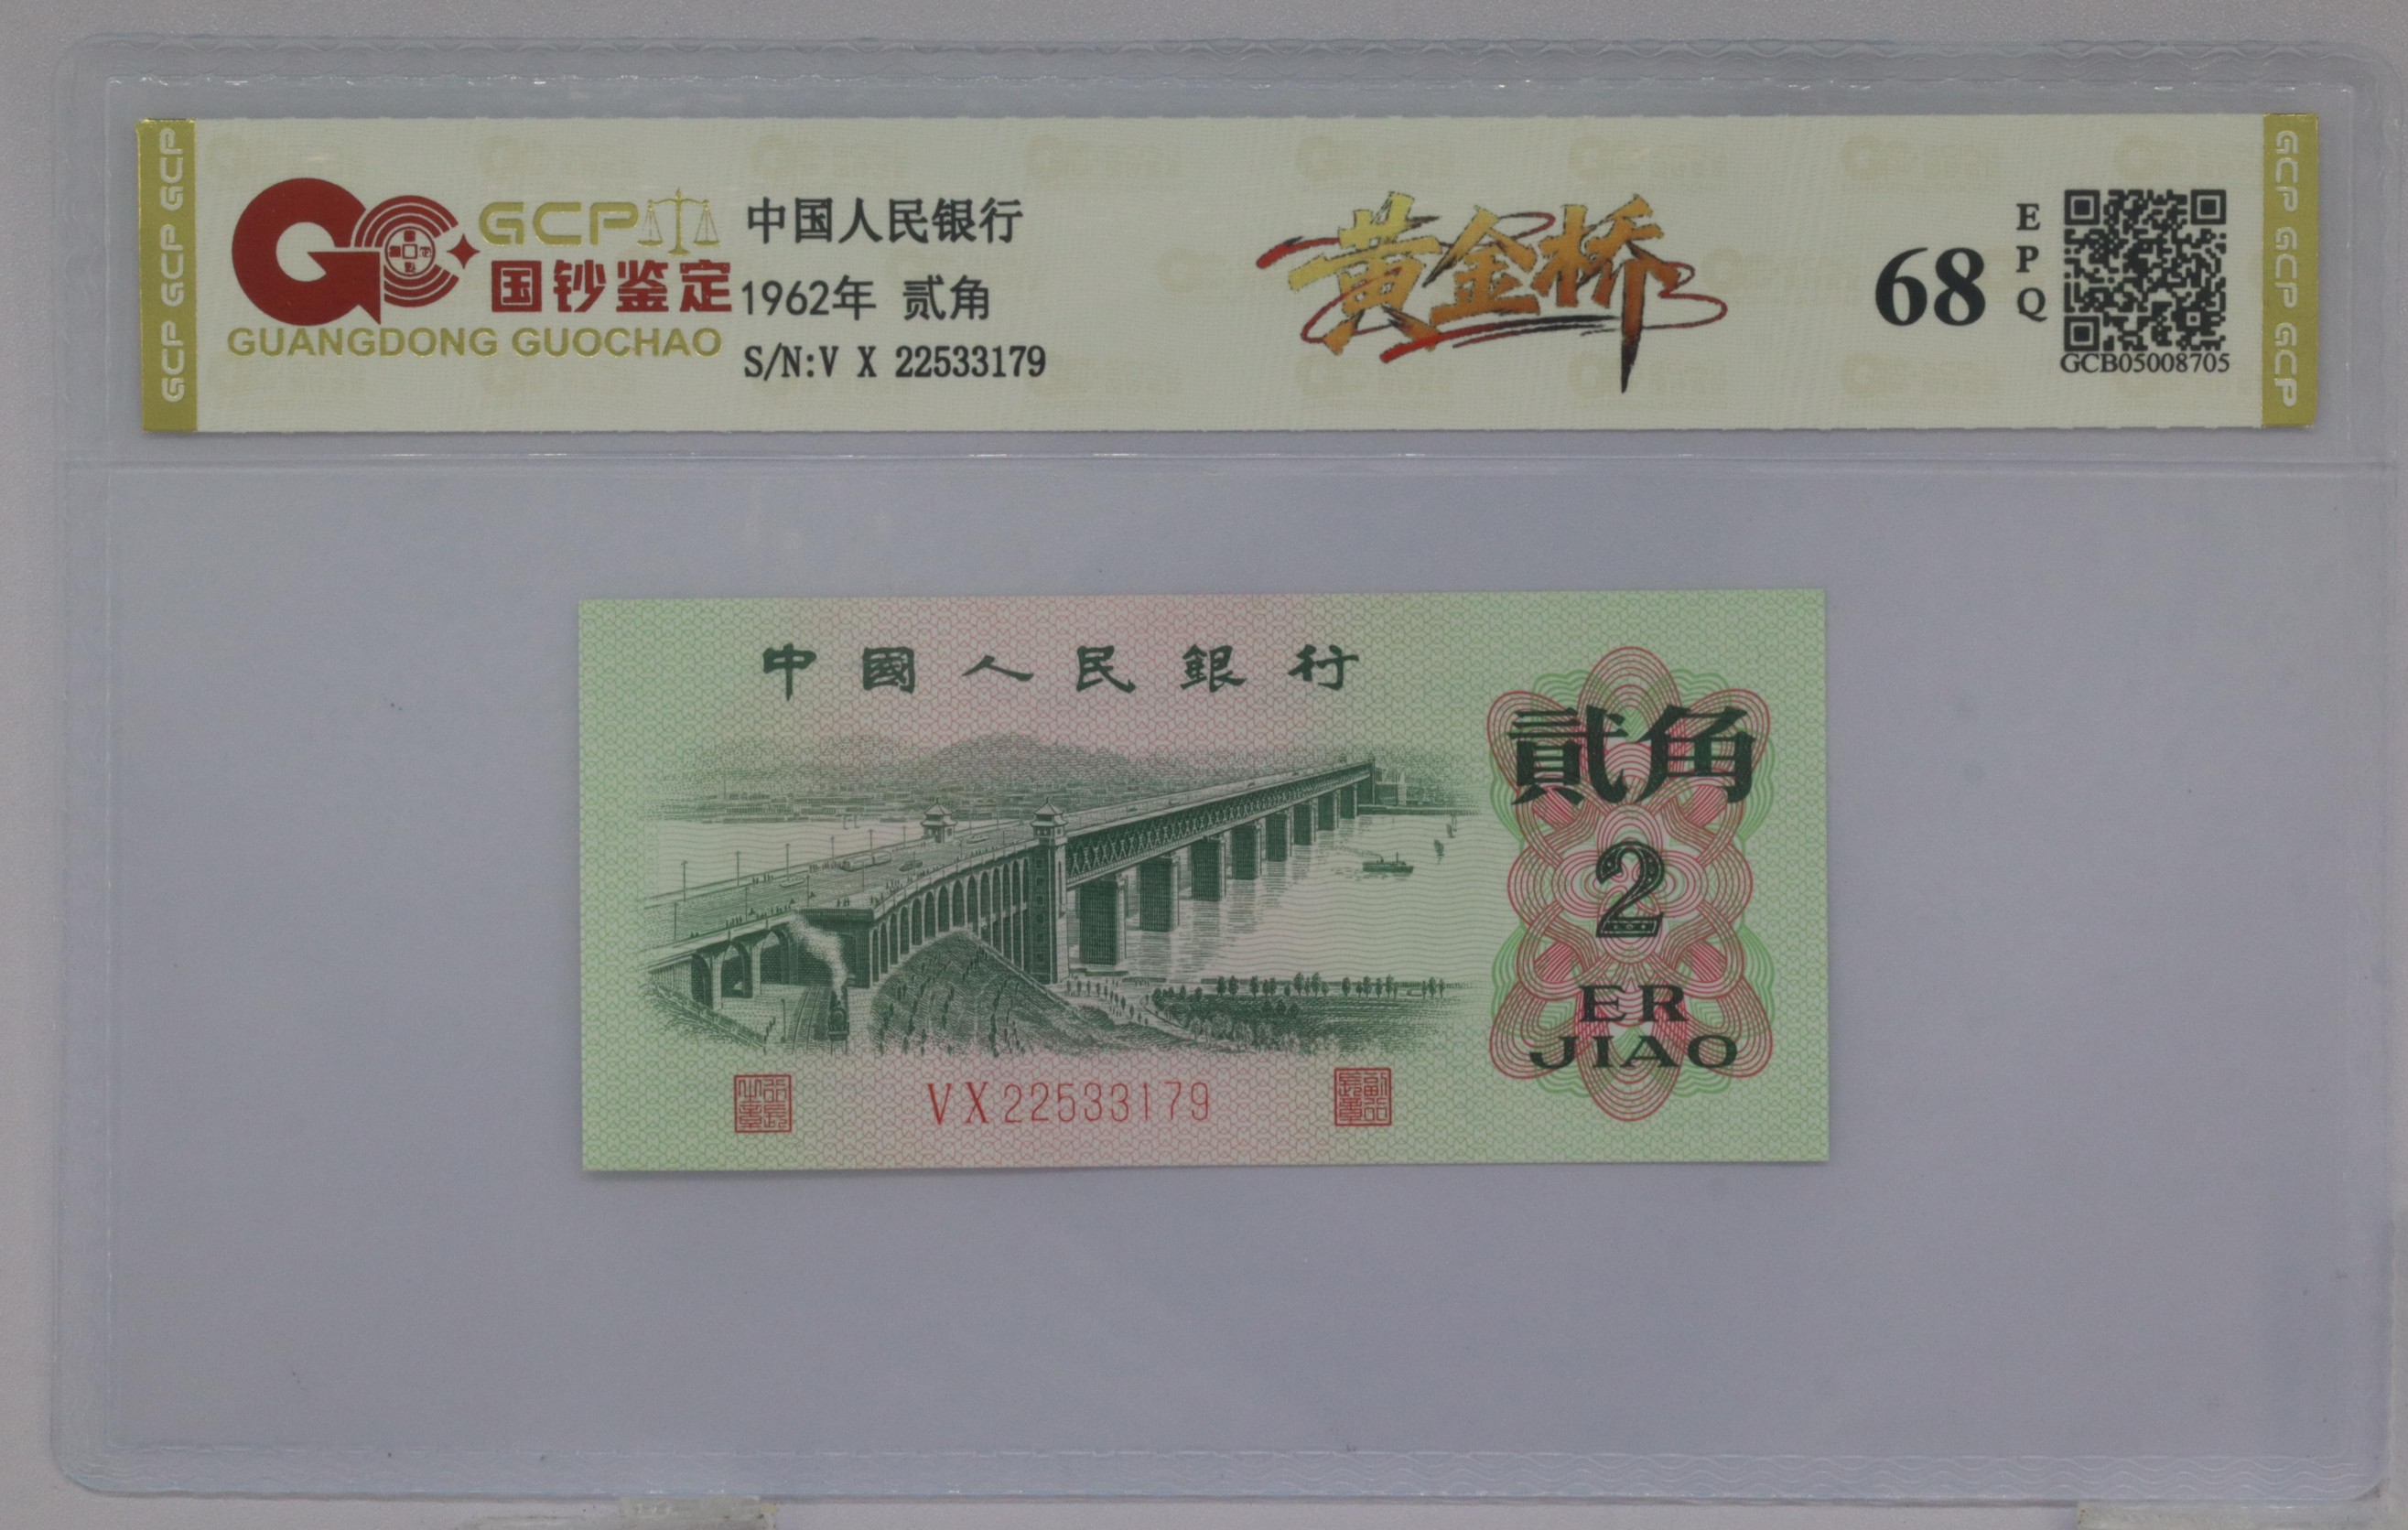 GCP GCP GCP
GCP
国钞鉴定
GUANGDONG GUOCHAO
中国人民银行
1962年 贰角
S/N:V X 22533179
黄金桥
68
EPQ
GCB05008705
GCP GCP GCP
中國人民銀行
貳角
2
ER
JIAO
VX22533179